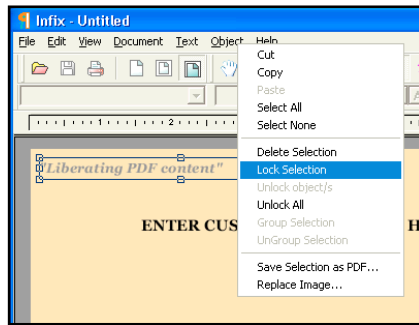 Infix - Untitled
File Edit View Document Text Object Help
Cut
Copy
Paste
Select All
Select None
Delete Selection
Lock Selection
Unlock object/s
Unlock All
Group Selection
UnGroup Selection
Save Selection as PDF...
Replace Image...
1 2
"Liberating PDF content"
ENTER CUS
H